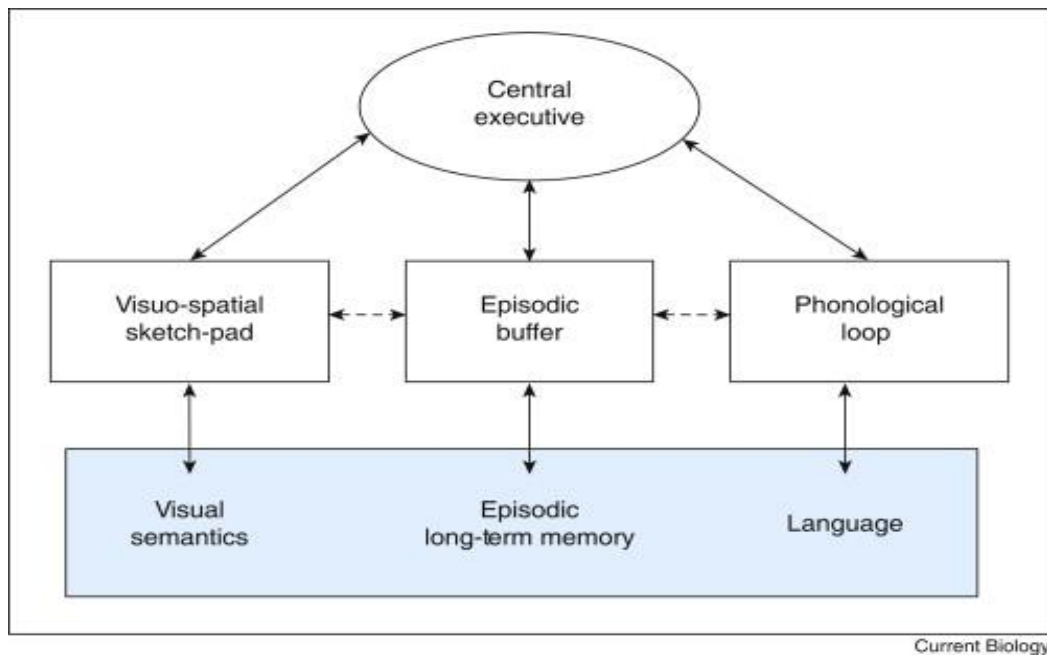 Central
executive
Visuo-spatial
sketch-pad
Episodic
buffer
Phonological
loop
Visual
semantics
Episodic
long-term memory
Language
Current Biology